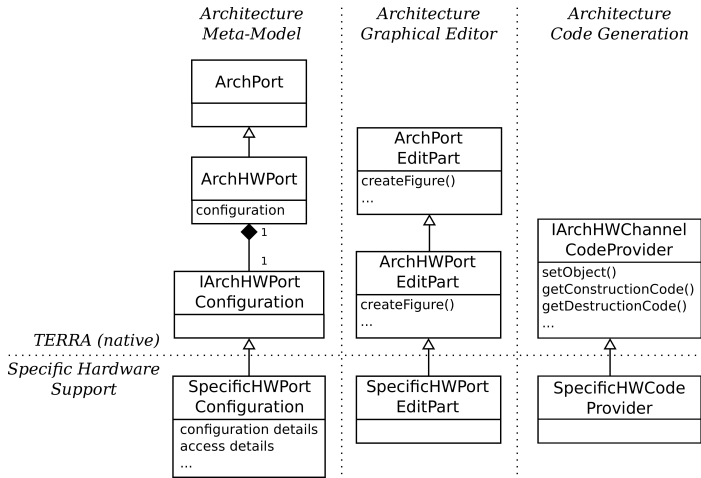 Architecture
Meta-Model
Architecture
Graphical Editor
Architecture
Code Generation
ArchPort
ArchHWPort
configuration
1
1
IArchHWPort
Configuration
TERRA (native)
Specific Hardware
Support
SpecificHWPort
Configuration
configuration details
access details
...
ArchPort
EditPart
createFigure()
...
ArchHWPort
EditPart
createFigure()
...
SpecificHWPort
EditPart
IArchHWChannel
CodeProvider
setObject()
getConstructionCode()
getDestructionCode()
...
SpecificHWCode
Provider